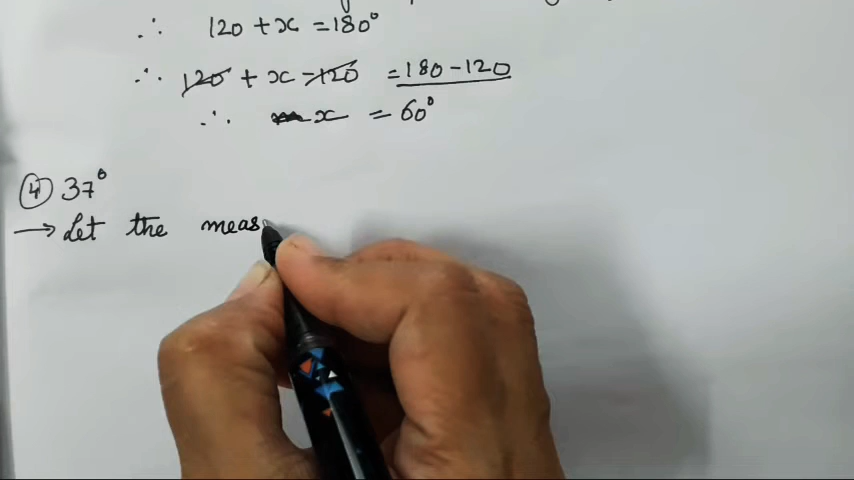 ∴ 120 + x = 180°
∴ 120 + x - 120 = 180 - 120
∴ x = 60°
④ 37°
→ Let the meas